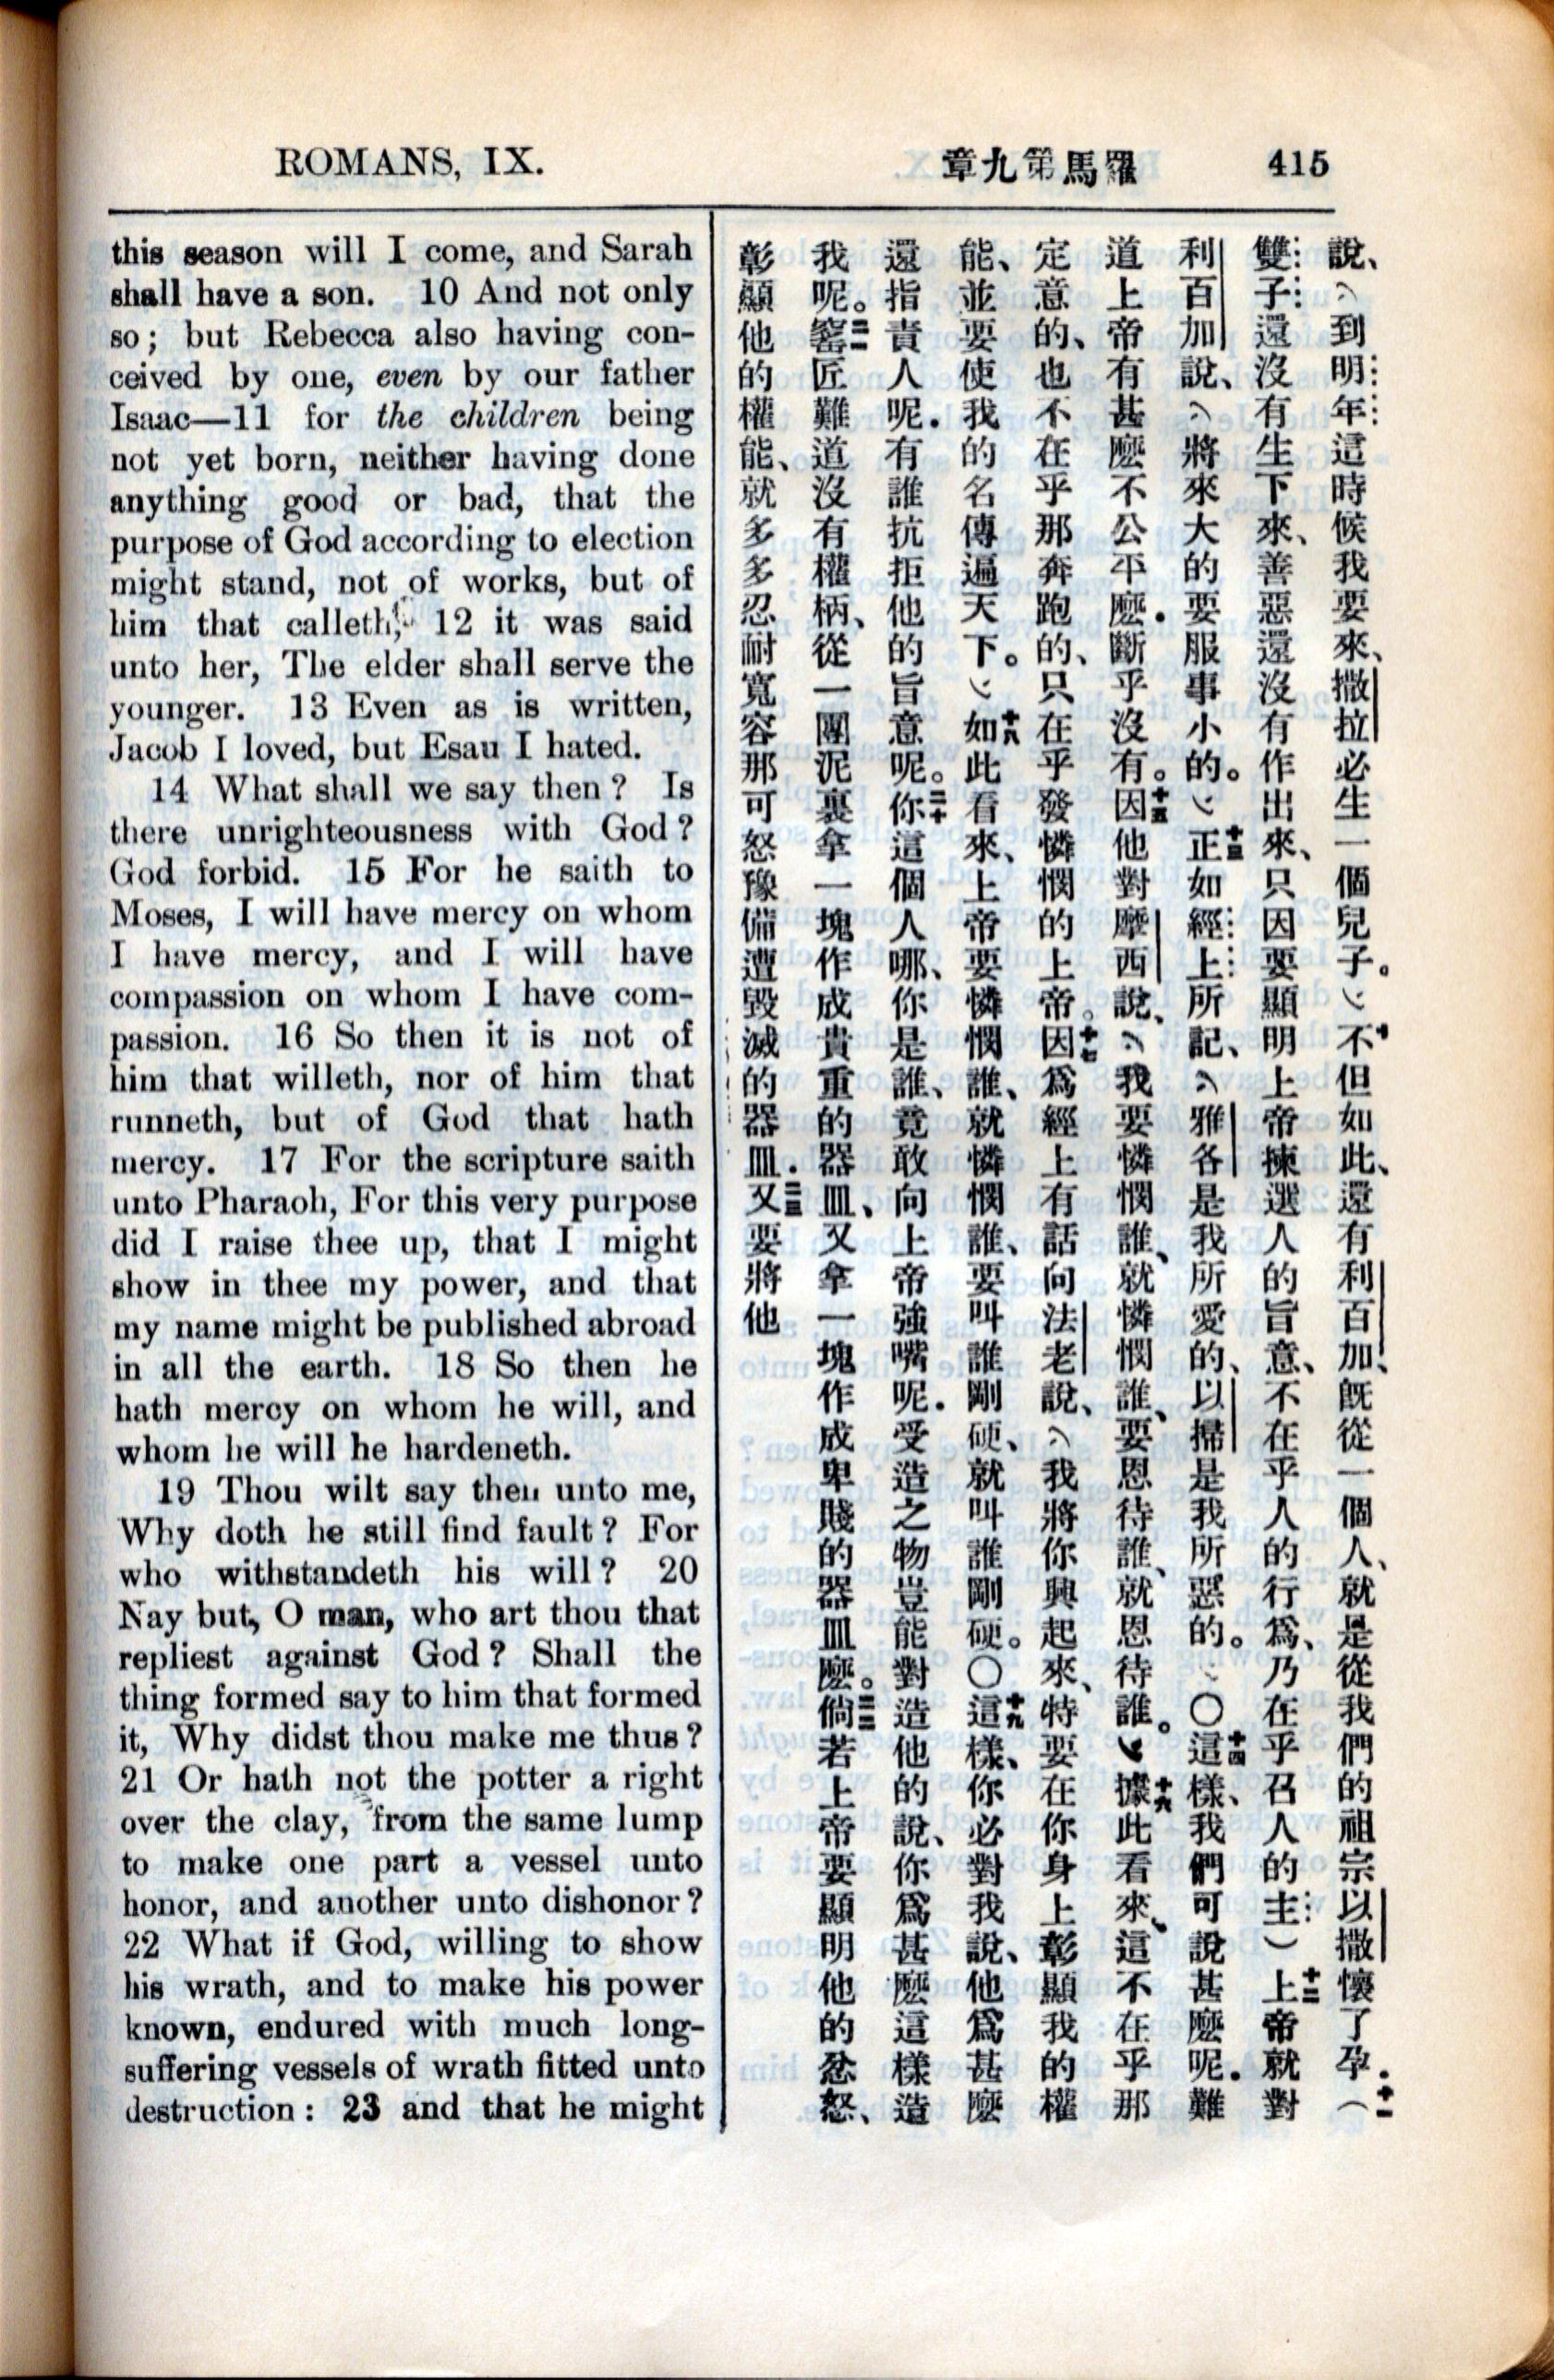 ROMANS, IX.
章九第馬羅
415
this season will I come, and Sarah
shall have a son. 10 And not only
so; but Rebecca also having con-
ceived by one, even by our father
Isaac—11 for the children being
not yet born, neither having done
anything good or bad, that the
purpose of God according to election
might stand, not of works, but of
him that calleth, 12 it was said
unto her, The elder shall serve the
younger. 13 Even as is written,
Jacob I loved, but Esau I hated.
14 What shall we say then? Is
there unrighteousness with God?
God forbid. 15 For he saith to
Moses, I will have mercy on whom
I have mercy, and I will have
compassion on whom I have com-
passion. 16 So then it is not of
him that willeth, nor of him that
runneth, but of God that hath
mercy. 17 For the scripture saith
unto Pharaoh, For this very purpose
did I raise thee up, that I might
show in thee my power, and that
my name might be published abroad
in all the earth. 18 So then he
hath mercy on whom he will, and
whom he will he hardeneth.
19 Thou wilt say then unto me,
Why doth he still find fault? For
who withstandeth his will? 20
Nay but, O man, who art thou that
repliest against God? Shall the
thing formed say to him that formed
it, Why didst thou make me thus?
21 Or hath not the potter a right
over the clay, from the same lump
to make one part a vessel unto
honor, and another unto dishonor?
22 What if God, willing to show
his wrath, and to make his power
known, endured with much long-
suffering vessels of wrath fitted unto
destruction: 23 and that he might
說、〽到明年這時候我要來、撒拉必生一個兒子。〽十不但如此、還有利百加、既從一個人、就是從我們的祖宗以撒懷了孕.（十一
雙子還沒有生下來、善惡還沒有作出來、只因要顯明上帝揀選人的旨意、不在乎人的行爲、乃在乎召人的主）十二上帝就對
利百加說、〽將來大的要服事小的。〽十三正如經上所記、〽雅各是我所愛的、以掃是我所惡的。〽〇十四這樣、我們可說甚麼呢.難
道上帝有甚麼不公平麼.斷乎沒有。十五因他對摩西說、〽我要憐憫誰、就憐憫誰、要恩待誰、就恩待誰。〽十六據此看來、這不在乎那
定意的、也不在乎那奔跑的、只在乎發憐憫的上帝。十七因爲經上有話向法老說、〽我將你興起來、特要在你身上彰顯我的權
能、並要使我的名傳遍天下。〽十八如此看來、上帝要憐憫誰、就憐憫誰、要叫誰剛硬、就叫誰剛硬。〇十九這樣、你必對我說、他爲甚麼
還指責人呢.有誰抗拒他的旨意呢。二十你這個人哪、你是誰、竟敢向上帝強嘴呢.受造之物豈能對造他的說、你爲甚麼這樣造
我呢。二一窰匠難道沒有權柄、從一團泥裏拿一塊作成貴重的器皿、又拿一塊作成卑賤的器皿麼。二二倘若上帝要顯明他的忿怒、
彰顯他的權能、就多多忍耐寬容那可怒豫備遭毀滅的器皿.二三又要將他